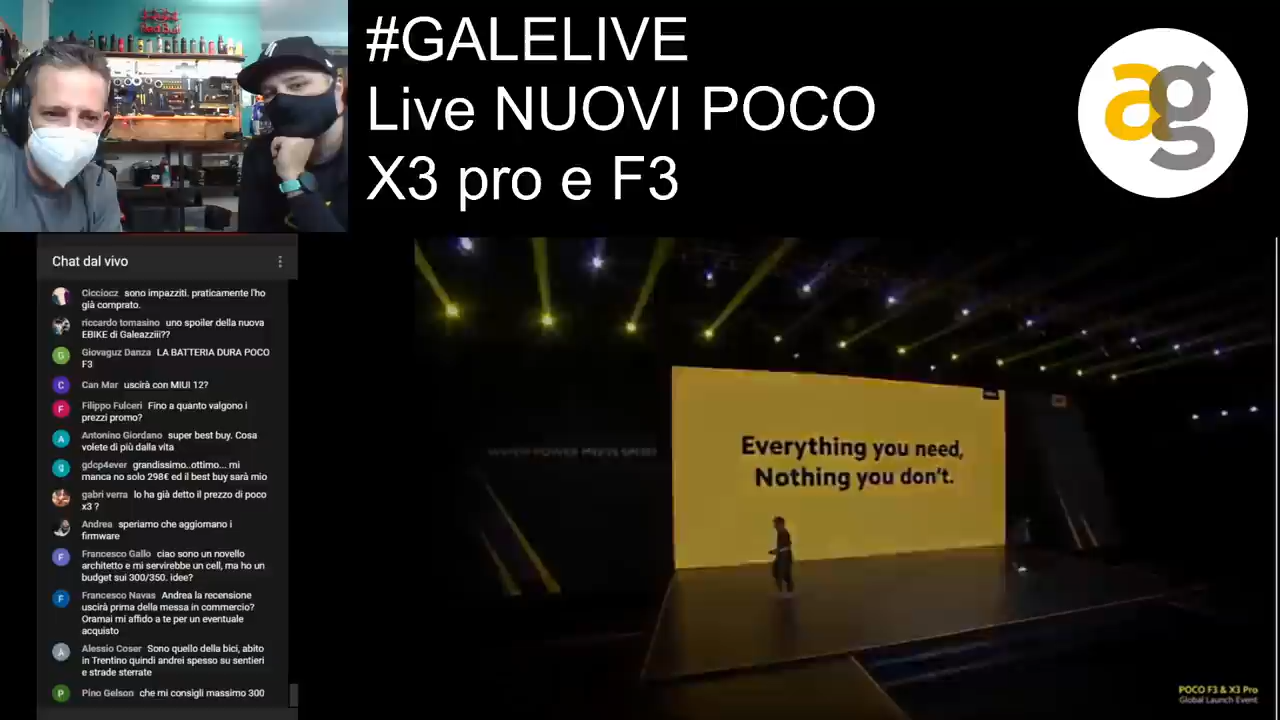 #GALELIVE
Live NUOVI POCO
X3 pro e F3
ag
Chat dal vivo
Cicciocz sono impazziti. praticamente l'ho
già comprato.
riccardo tomasino uno spoiler della nuova
EBIKE di Galeazziii??
G Giovaguz Danza LA BATTERIA DURA POCO
F3
C Can Mar uscirà con MIUI 12?
F Filippo Fulceri Fino a quanto valgono i
prezzi promo?
A Antonino Giordano super best buy. Cosa
volete di più dalla vita
g gdcp4ever grandissimo..ottimo... mi
manca no solo 298€ ed il best buy sarà mio
gabri verra lo ha già detto il prezzo di poco
x3 ?
Andrea speriamo che aggiornano i
firmware
F Francesco Gallo ciao sono un novello
architetto e mi servirebbe un cell, ma ho un
budget sui 300/350. idee?
F Francesco Navas Andrea la recensione
uscirà prima della messa in commercio?
Oramai mi affido a te per un eventuale
acquisto
A Alessio Coser Sono quello della bici, abito
in Trentino quindi andrei spesso su sentieri
e strade sterrate
P Pino Gelson che mi consigli massimo 300
Everything you need,
Nothing you don't.
POCO F3 & X3 Pro
Global Launch Event